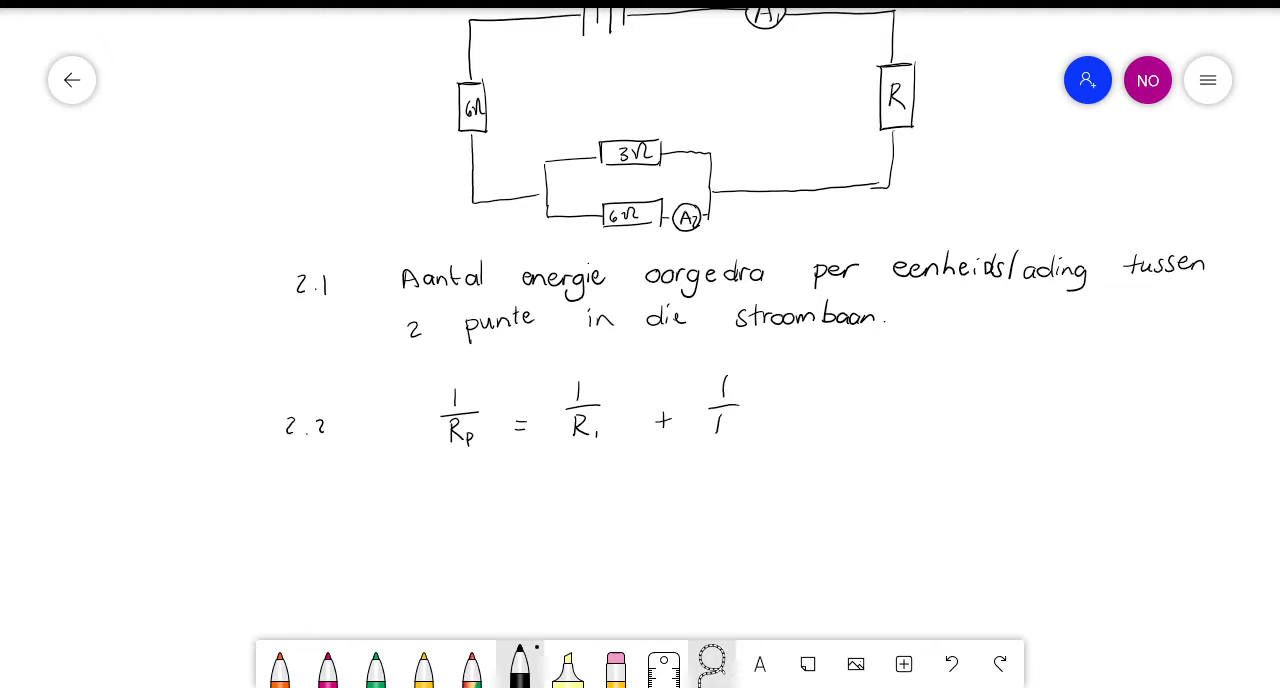 A1
NO
6Ω
R
3Ω
6Ω A2
2.1 Aantal energie oorgedra per eenheidslading tussen
2 punte in die stroombaan.
2.2 1/Rp = 1/R1 + 1/
A